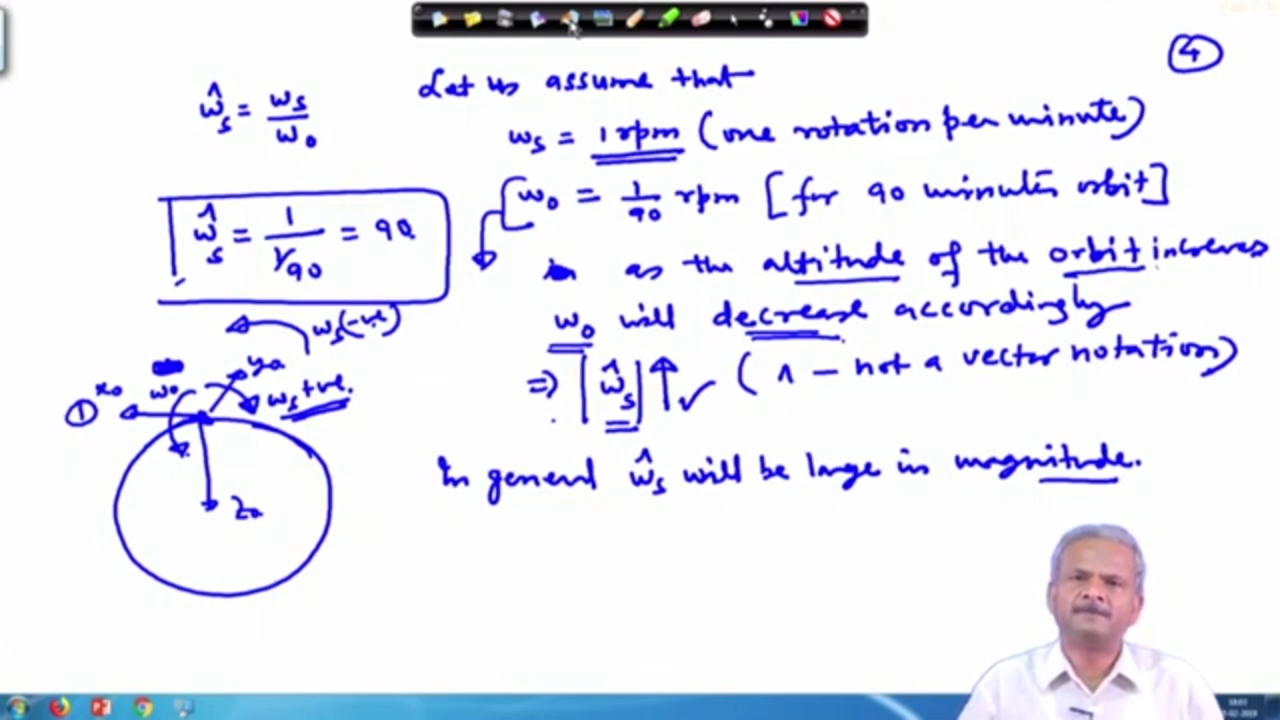 4
Let us assume that
ŵs = ws/w0
ws = 1 rpm (one rotation per minute)
w0 = 1/90 rpm [for 90 minutes orbit]
ŵs = 1/(1/90) = 90
as the altitude of the orbit increases
w0 will decrease accordingly
⇒ |ŵs| ↑ ✓ (∧ – not a vector notation)
In general ŵs will be large in magnitude.
ws(-ve)
y0
x0
w0
ws +ve.
1
z0